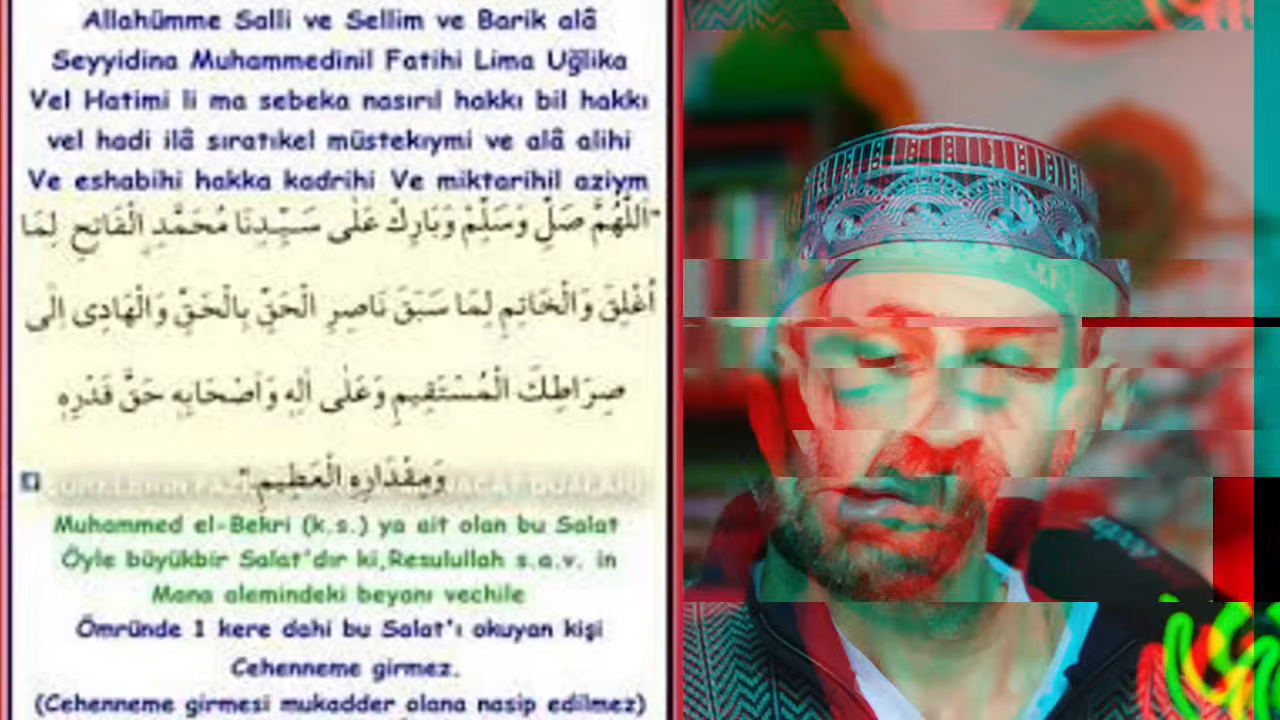 Allahümme Salli ve Sellim ve Barik alâ
Seyyidina Muhammedinil Fatihi Lima Uğlika
Vel Hatimi li ma sebeka nasıril hakkı bil hakkı
vel hadi ilâ sıratıkel müstekıymi ve alâ alihi
Ve eshabihi hakka kadrihi Ve miktarihil aziym
"اَللّٰهُمَّ صَلِّ وَسَلِّمْ وَبَارِكْ عَلٰى سَيِّدِنَا مُحَمَّدٍ الْفَاتِحِ لِمَا
اُغْلِقَ وَالْخَاتِمِ لِمَا سَبَقَ نَاصِرِ الْحَقِّ بِالْحَقِّ وَالْهَادِى اِلٰى
صِرَاطِكَ الْمُسْتَقِيمِ وَعَلٰى اٰلِهِ وَاَصْحَابِهِ حَقَّ قَدْرِهِ
وَمِقْدَارِهِ الْعَظِيمِ."
Muhammed el-Bekri (k.s.) ya ait olan bu Salat
Öyle büyükbir Salat'dır ki,Resulullah s.a.v. in
Mana alemindeki beyanı vechile
Ömründe 1 kere dahi bu Salat'ı okuyan kişi
Cehenneme girmez.
(Cehenneme girmesi mukadder olana nasip edilmez)